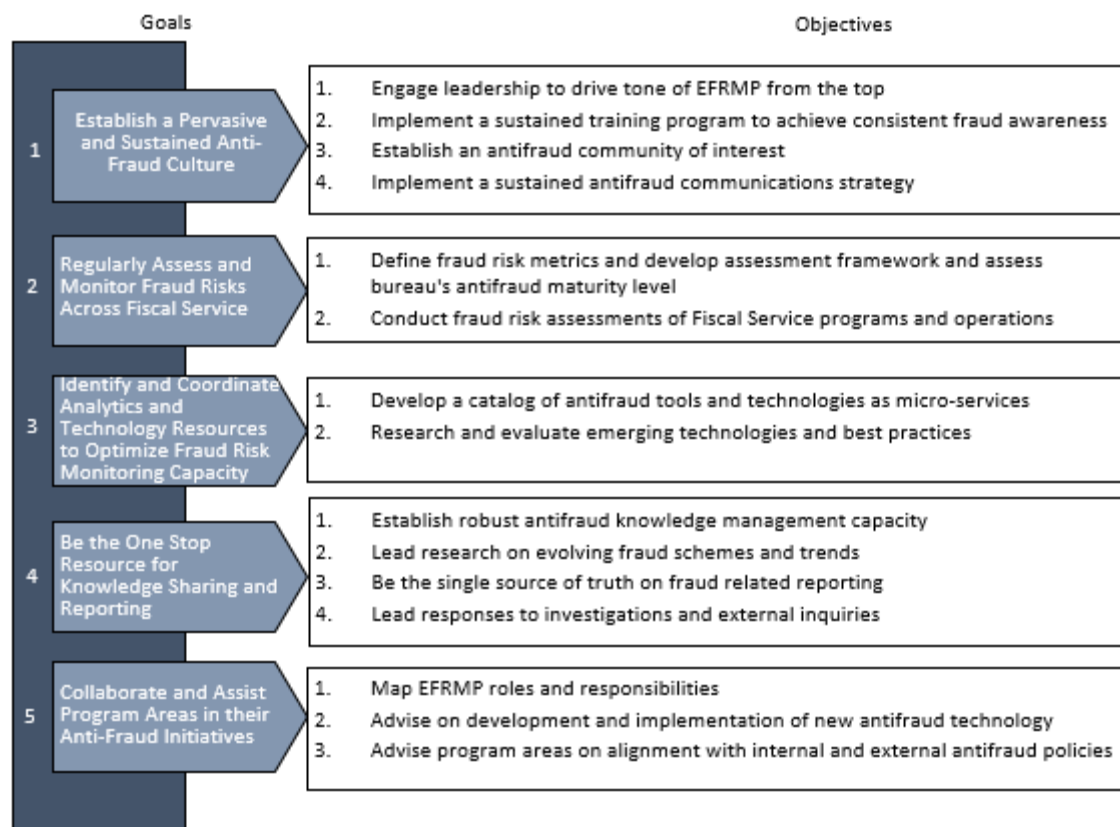 Goals
Objectives
1
Establish a Pervasive
and Sustained Anti-
Fraud Culture
1. Engage leadership to drive tone of EFRMP from the top
2. Implement a sustained training program to achieve consistent fraud awareness
3. Establish an antifraud community of interest
4. Implement a sustained antifraud communications strategy
2
Regularly Assess and
Monitor Fraud Risks
Across Fiscal Service
1. Define fraud risk metrics and develop assessment framework and assess
bureau's antifraud maturity level
2. Conduct fraud risk assessments of Fiscal Service programs and operations
3
Identify and Coordinate
Analytics and
Technology Resources
to Optimize Fraud Risk
Monitoring Capacity
1. Develop a catalog of antifraud tools and technologies as micro-services
2. Research and evaluate emerging technologies and best practices
4
Be the One Stop
Resource for
Knowledge Sharing and
Reporting
1. Establish robust antifraud knowledge management capacity
2. Lead research on evolving fraud schemes and trends
3. Be the single source of truth on fraud related reporting
4. Lead responses to investigations and external inquiries
5
Collaborate and Assist
Program Areas in their
Anti-Fraud Initiatives
1. Map EFRMP roles and responsibilities
2. Advise on development and implementation of new antifraud technology
3. Advise program areas on alignment with internal and external antifraud policies